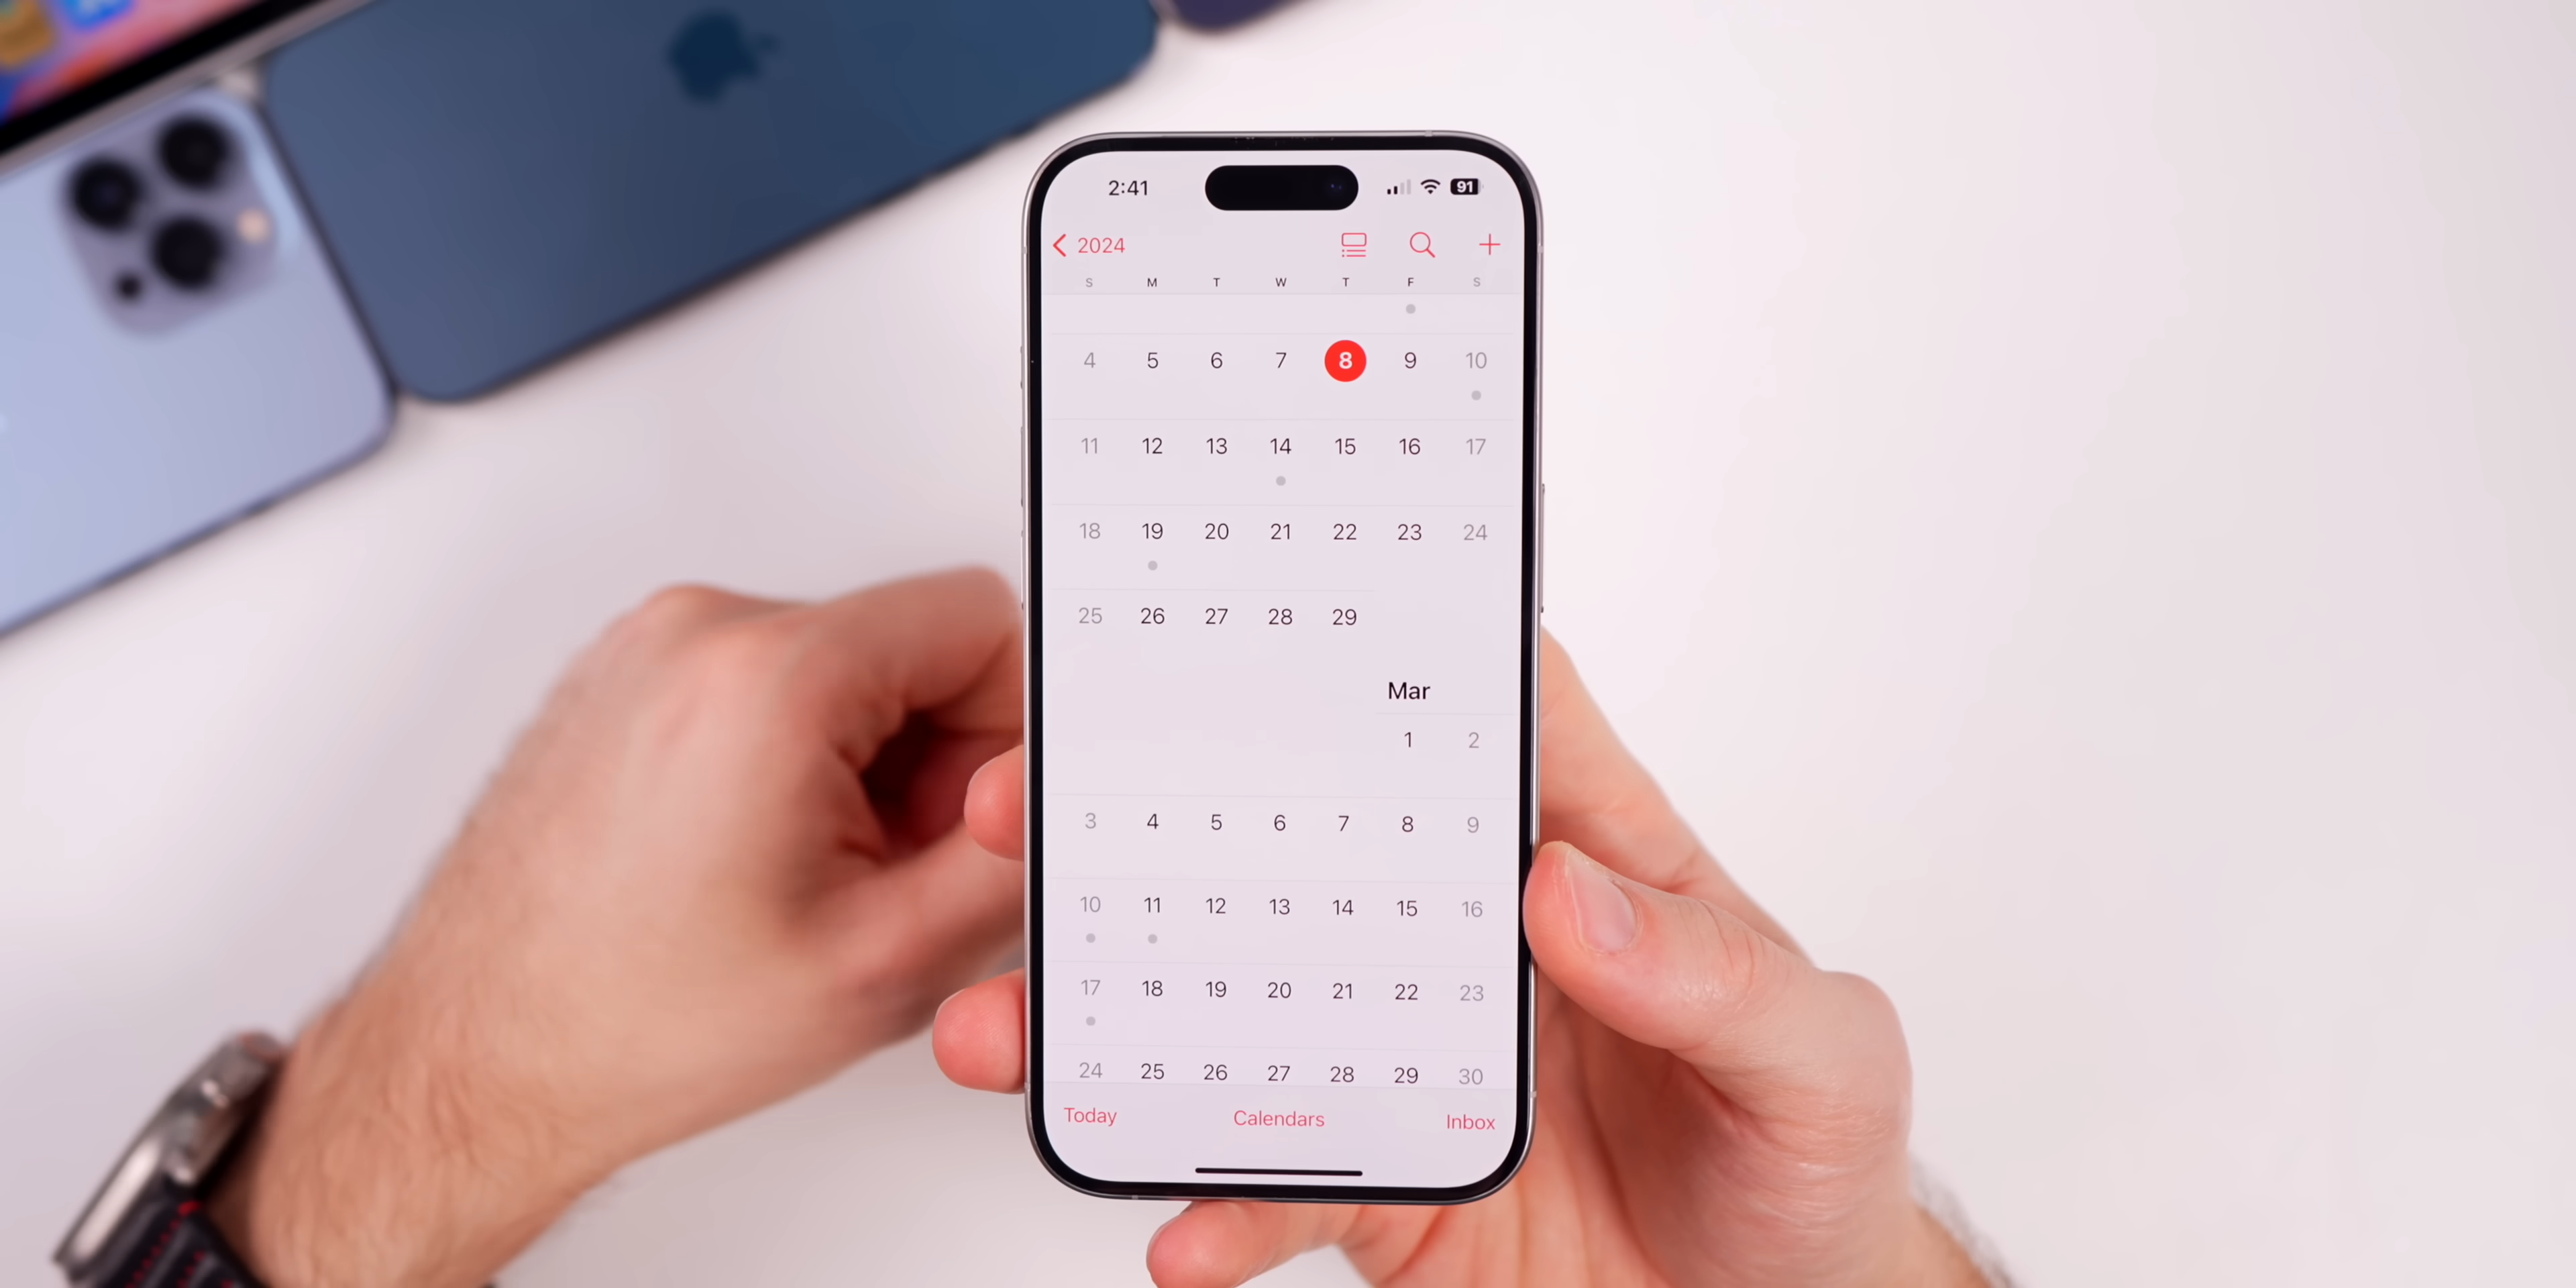 2:41 91
2024
S M T W T F S
4 5 6 7 8 9 10
11 12 13 14 15 16 17
18 19 20 21 22 23 24
25 26 27 28 29
Mar
1 2
3 4 5 6 7 8 9
10 11 12 13 14 15 16
17 18 19 20 21 22 23
24 25 26 27 28 29 30
Today Calendars Inbox